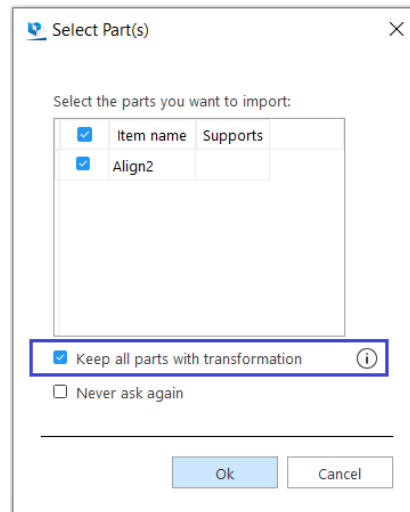 Select Part(s)
Select the parts you want to import:
Item name Supports
Align2
Keep all parts with transformation
Never ask again
Ok Cancel